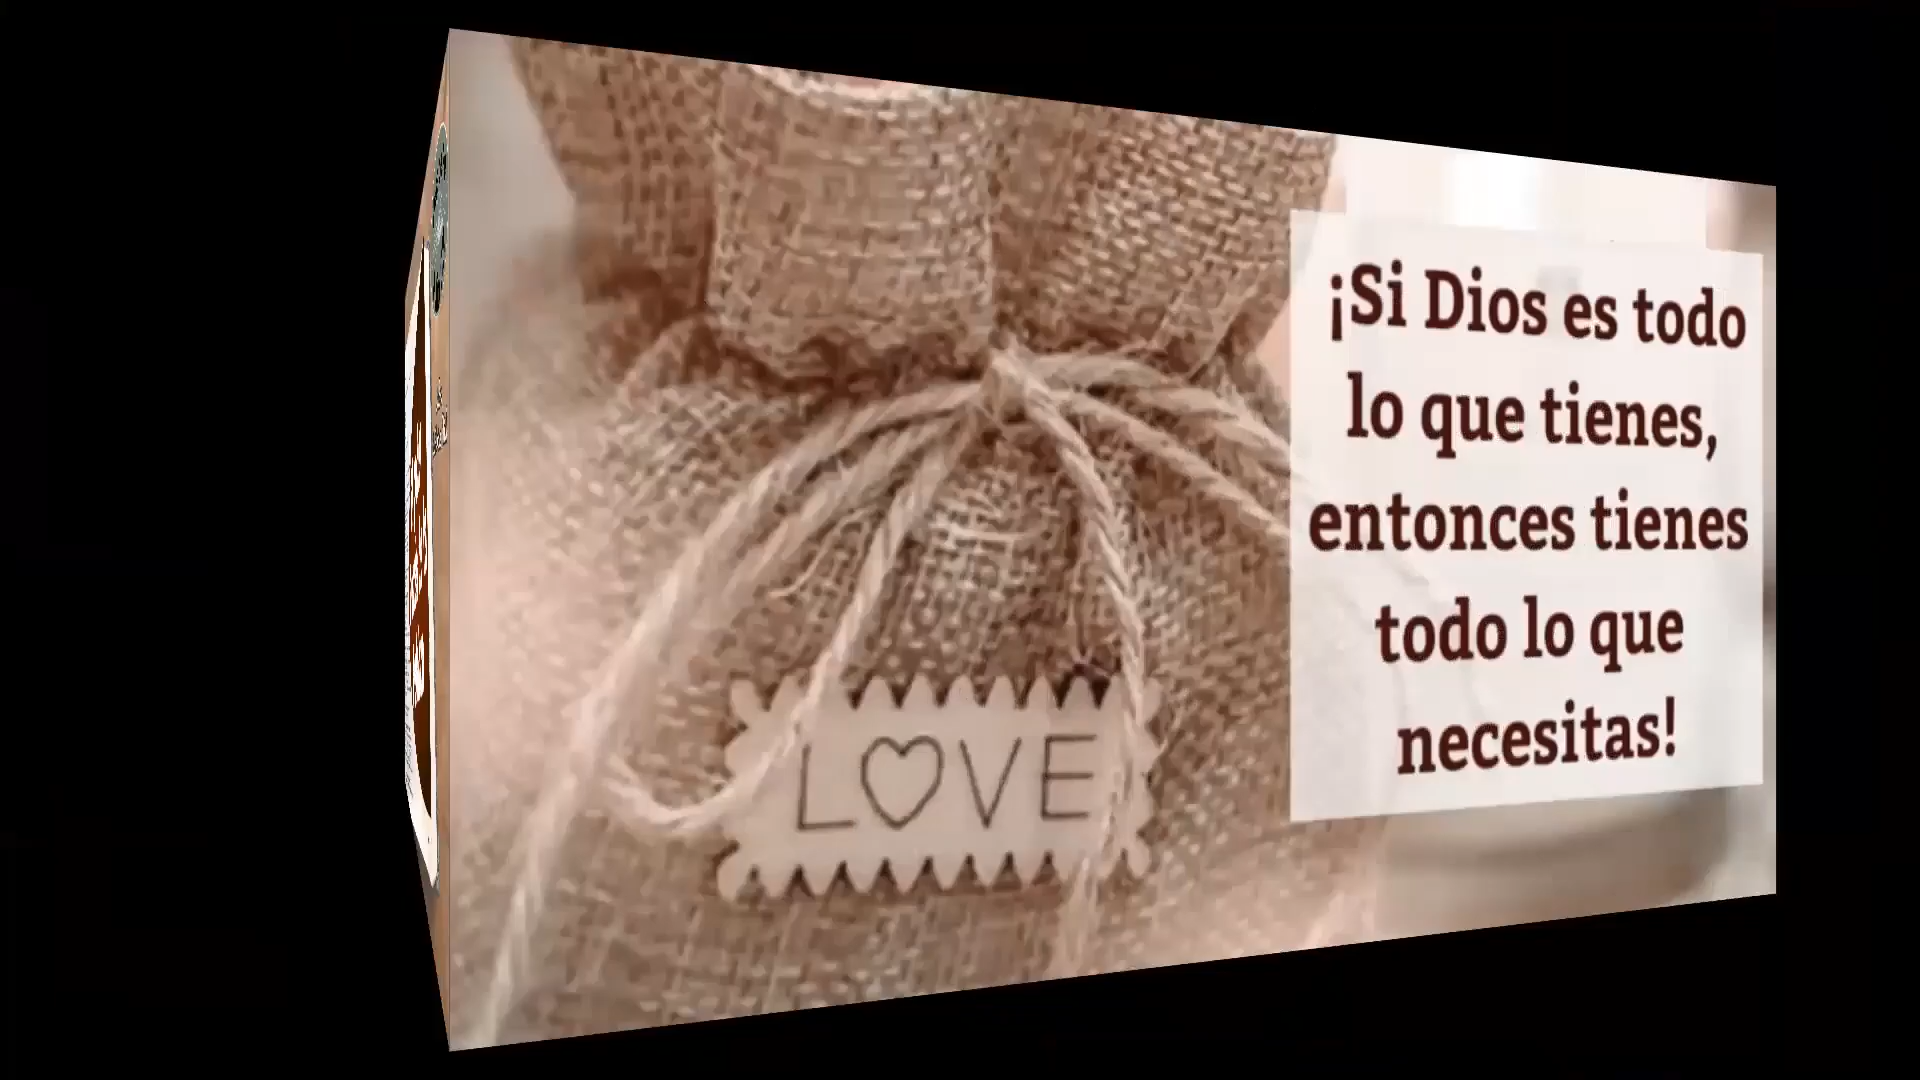 ¡Si Dios es todo
lo que tienes,
entonces tienes
todo lo que
necesitas!
LOVE